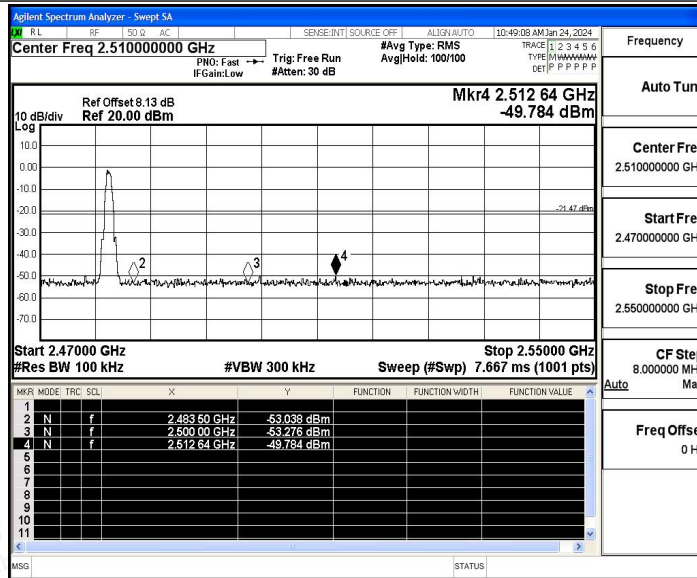 Agilent Spectrum Analyzer - Swept SA
RL RF 50 Ω AC SENSE:INT SOURCE OFF ALIGN AUTO 10:49:08 AM Jan 24, 2024
Center Freq 2.510000000 GHz
#Avg Type: RMS
TRACE 1 2 3 4 5 6
PNO: Fast Trig: Free Run Avg|Hold: 100/100
TYPE M W W W W W
IFGain:Low #Atten: 30 dB
DET P P P P P P
Frequency
Auto Tun
Center Fre
2.510000000 GH
Start Fre
2.470000000 GH
Stop Fre
2.550000000 GH
CF Ste
8.000000 MH
Auto Ma
Freq Offse
0 H
Mkr4 2.512 64 GHz
-49.784 dBm
Ref Offset 8.13 dB
10 dB/div Ref 20.00 dBm
Log
10.0
0.00
-10.0
-20.0
-21.47 dBm
-30.0
-40.0
-50.0
-60.0
-70.0
2
3
4
Start 2.47000 GHz Stop 2.55000 GHz
#Res BW 100 kHz #VBW 300 kHz Sweep (#Swp) 7.667 ms (1001 pts)
MKR MODE TRC SCL X Y FUNCTION FUNCTION WIDTH FUNCTION VALUE
1
2 N f 2.483 50 GHz -53.038 dBm
3 N f 2.500 00 GHz -53.276 dBm
4 N f 2.512 64 GHz -49.784 dBm
5
6
7
8
9
10
11
MSG STATUS